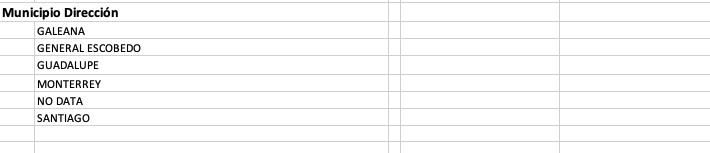 Municipio Dirección
GALEANA
GENERAL ESCOBEDO
GUADALUPE
MONTERREY
NO DATA
SANTIAGO